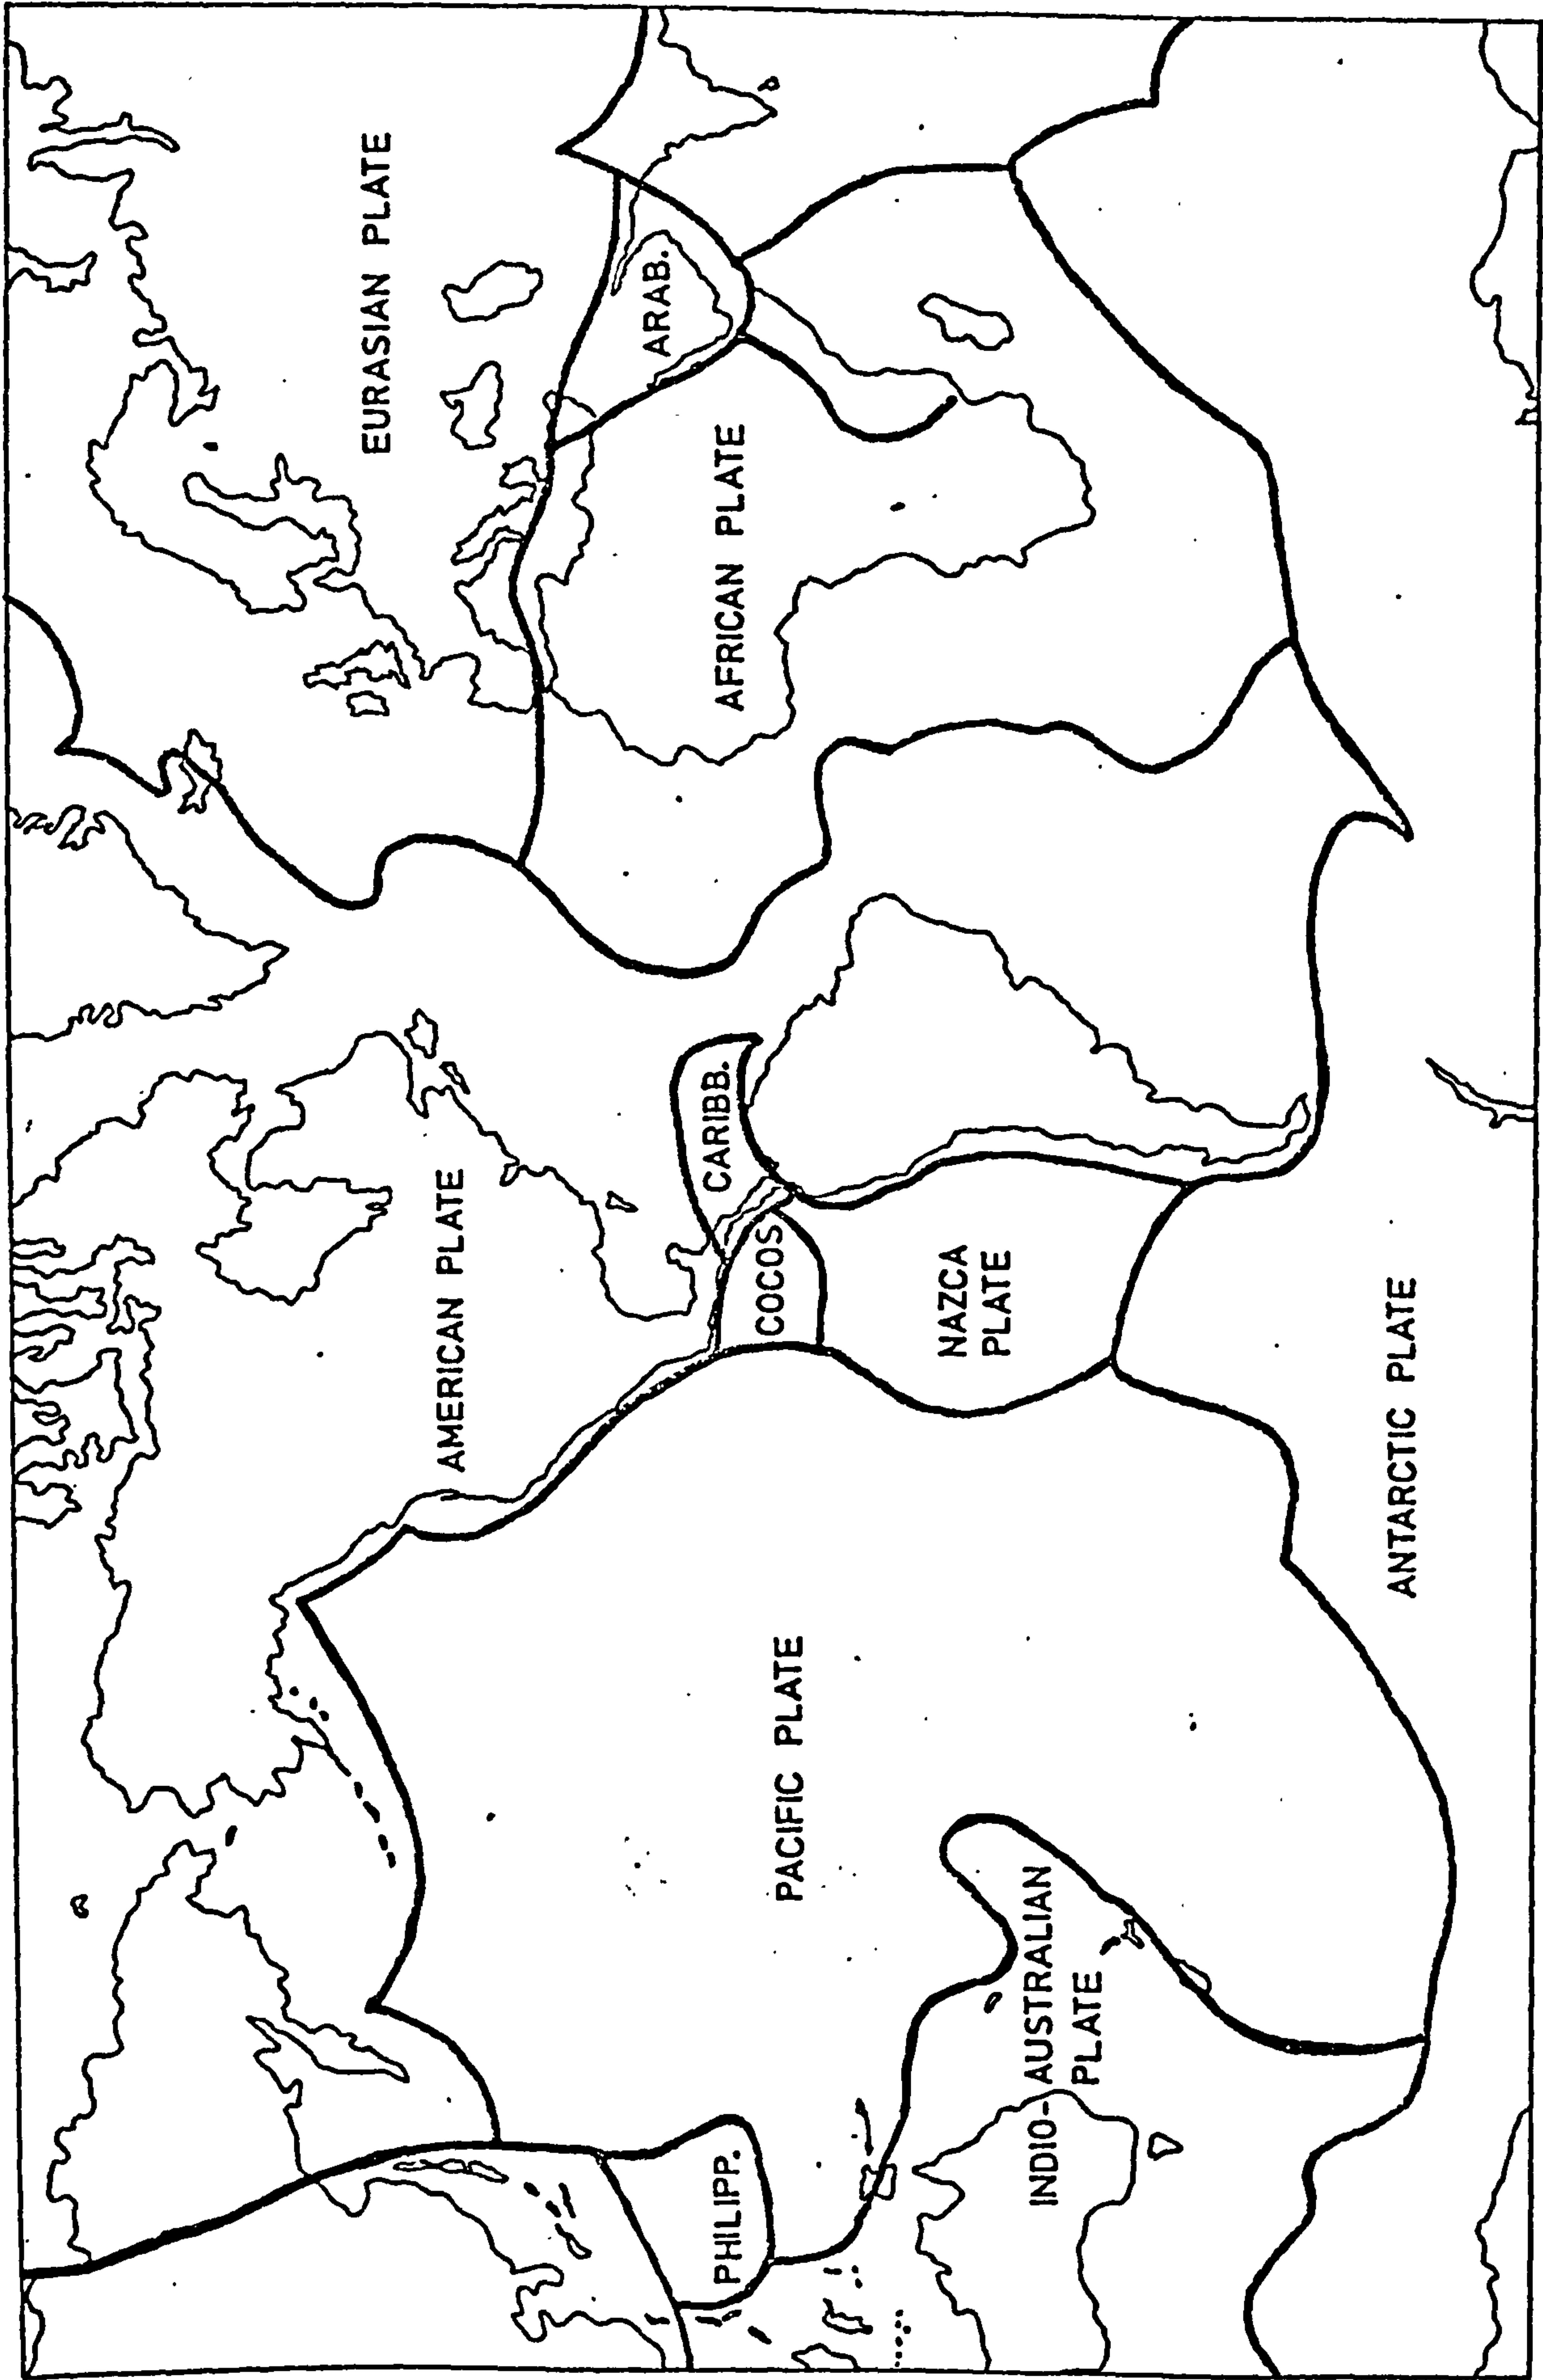 EURASIAN PLATE
AMERICAN PLATE
ARAB.
AFRICAN PLATE
CARIBB.
COCOS
PHILIPP.
PACIFIC PLATE
NAZCA
PLATE
INDIO-AUSTRALIAN
PLATE
ANTARCTIC PLATE